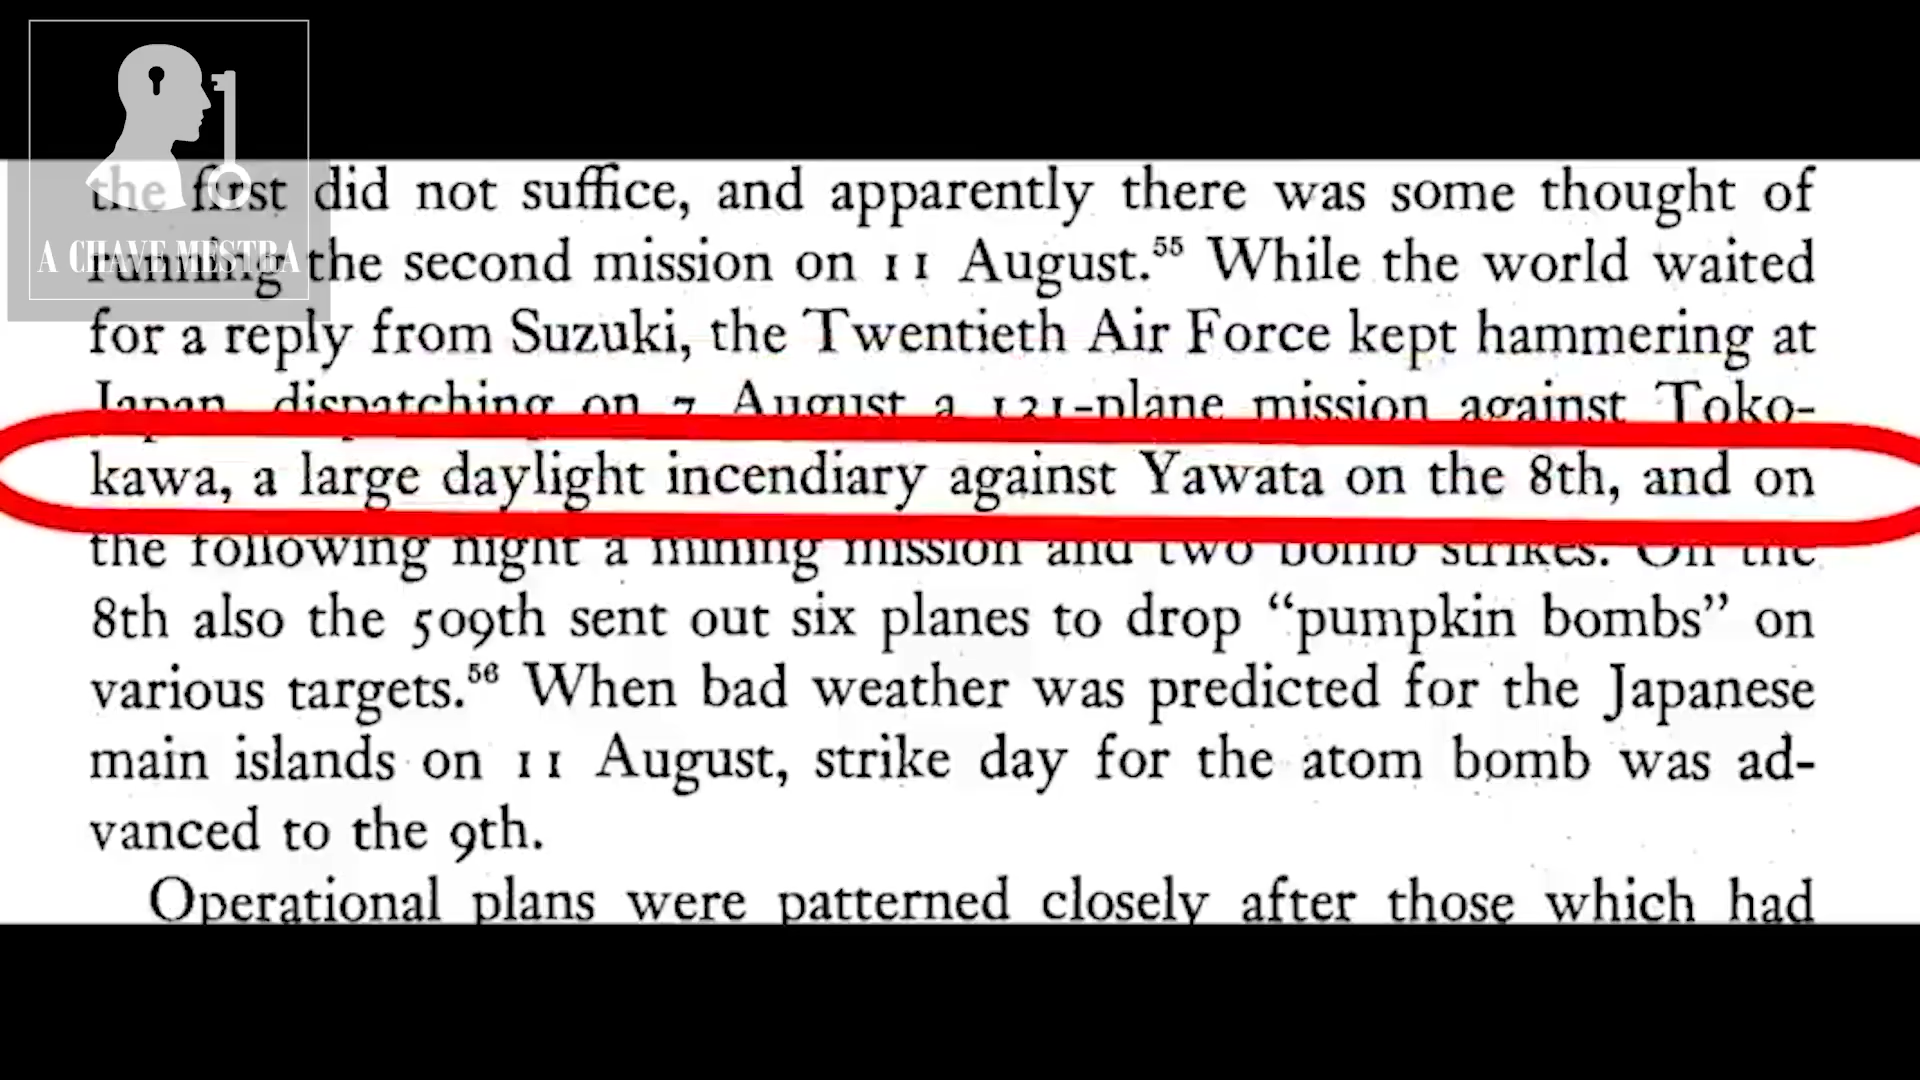 A CHAVE MESTRA
the first did not suffice, and apparently there was some thought of
running the second mission on 11 August.⁵⁵ While the world waited
for a reply from Suzuki, the Twentieth Air Force kept hammering at
Japan, dispatching on 7 August a 131-plane mission against Toko-
kawa, a large daylight incendiary against Yawata on the 8th, and on
the following night a mining mission and two bomb strikes. On the
8th also the 509th sent out six planes to drop “pumpkin bombs” on
various targets.⁵⁶ When bad weather was predicted for the Japanese
main islands on 11 August, strike day for the atom bomb was ad-
vanced to the 9th.
Operational plans were patterned closely after those which had